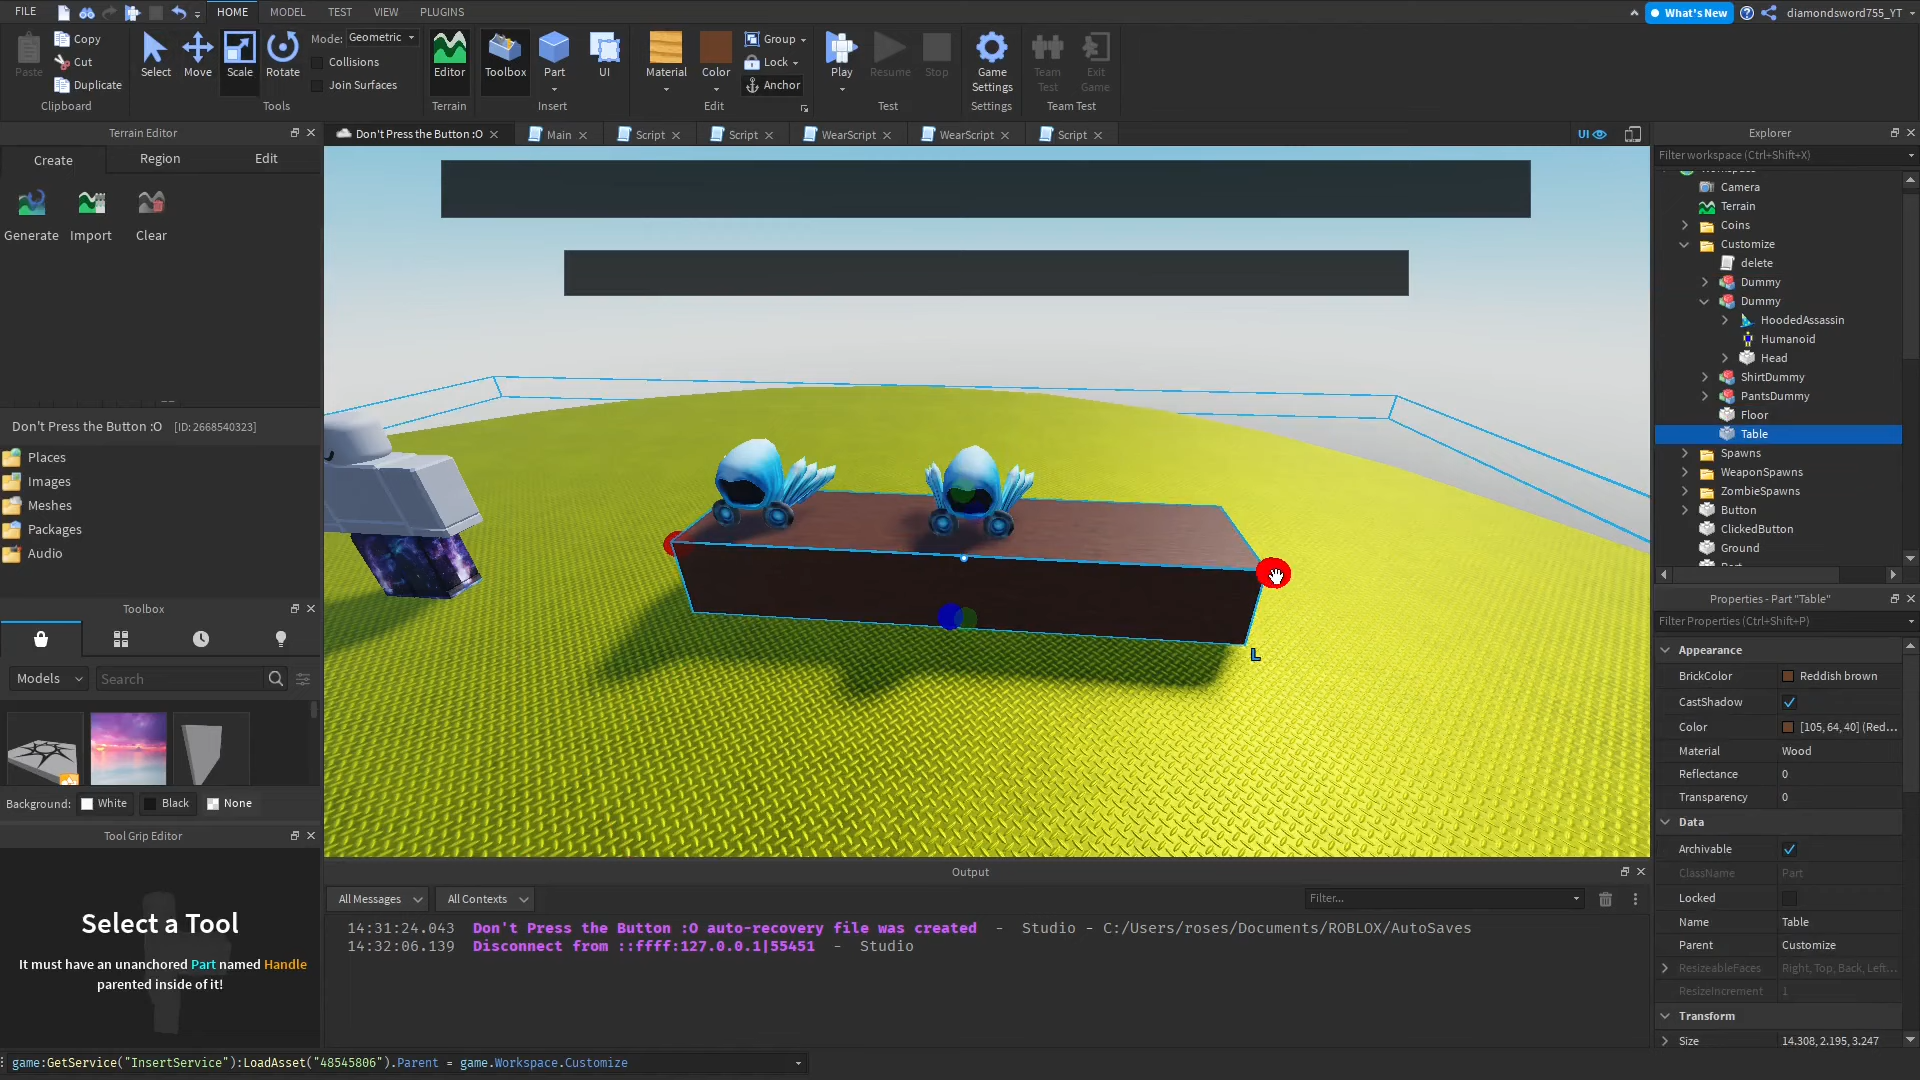 FILE
HOME
MODEL
TEST
VIEW
PLUGINS
What's New
diamondsword755_YT
Paste
Copy
Cut
Duplicate
Clipboard
Select
Move
Scale
Rotate
Mode: Geometric
Collisions
Join Surfaces
Tools
Editor
Terrain
Toolbox
Part
UI
Insert
Material
Color
Group
Lock
Anchor
Edit
Play
Resume
Stop
Test
Game
Settings
Settings
Team
Test
Exit
Game
Team Test
Terrain Editor
Create
Region
Edit
Generate
Import
Clear
Don't Press the Button :O [ID: 2668540323]
Places
Images
Meshes
Packages
Audio
Toolbox
Models
Search
Background: White Black None
Tool Grip Editor
Select a Tool
It must have an unanchored Part named Handle
parented inside of it!
Don't Press the Button :O
Main
Script
Script
WearScript
WearScript
Script
UI
L
Output
All Messages
All Contexts
Filter...
14:31:24.043 Don't Press the Button :O auto-recovery file was created - Studio - C:/Users/roses/Documents/ROBLOX/AutoSaves
14:32:06.139 Disconnect from ::ffff:127.0.0.1|55451 - Studio
game:GetService("InsertService"):LoadAsset("48545806").Parent = game.Workspace.Customize
Explorer
Filter workspace (Ctrl+Shift+X)
Camera
Terrain
Coins
Customize
delete
Dummy
Dummy
HoodedAssassin
Humanoid
Head
ShirtDummy
PantsDummy
Floor
Table
Spawns
WeaponSpawns
ZombieSpawns
Button
ClickedButton
Ground
Properties - Part "Table"
Filter Properties (Ctrl+Shift+P)
Appearance
BrickColor Reddish brown
CastShadow
Color [105, 64, 40] (Red...
Material Wood
Reflectance 0
Transparency 0
Data
Archivable
ClassName Part
Locked
Name Table
Parent Customize
ResizeableFaces Right, Top, Back, Left...
ResizeIncrement 1
Transform
Size 14.308, 2.195, 3.247